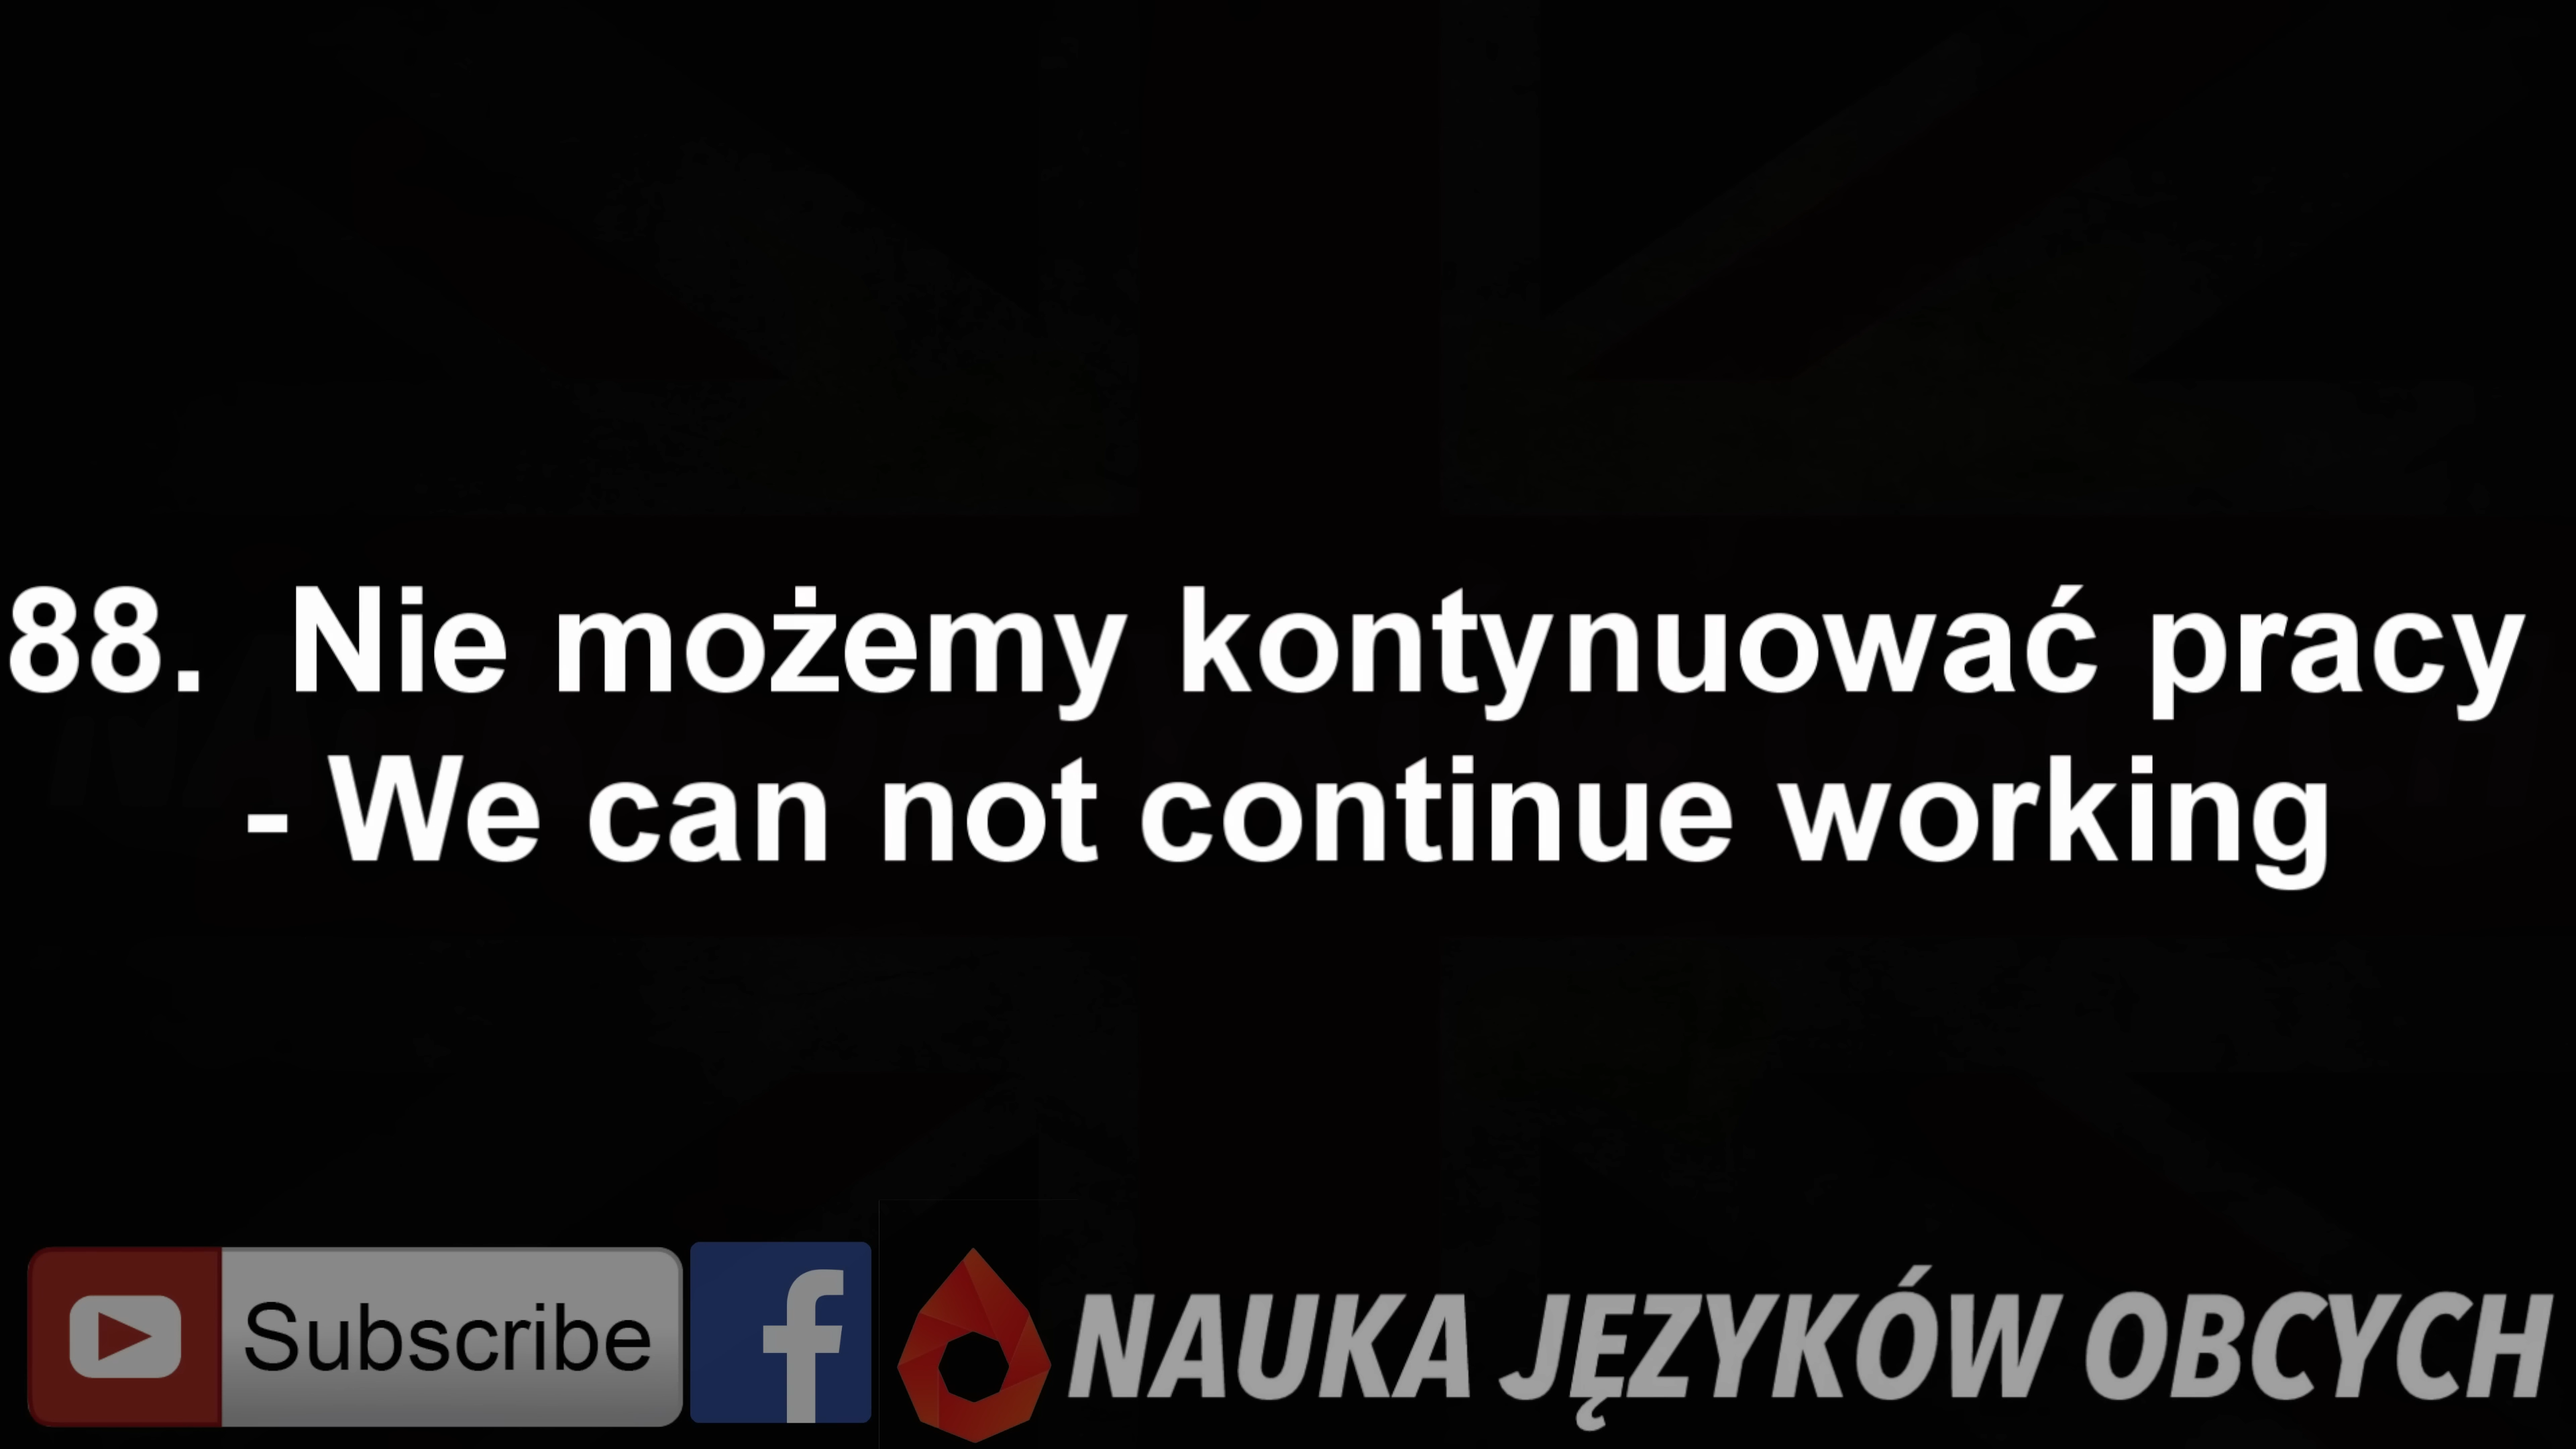 88. Nie możemy kontynuować pracy
- We can not continue working
Subscribe
NAUKA JĘZYKÓW OBCYCH